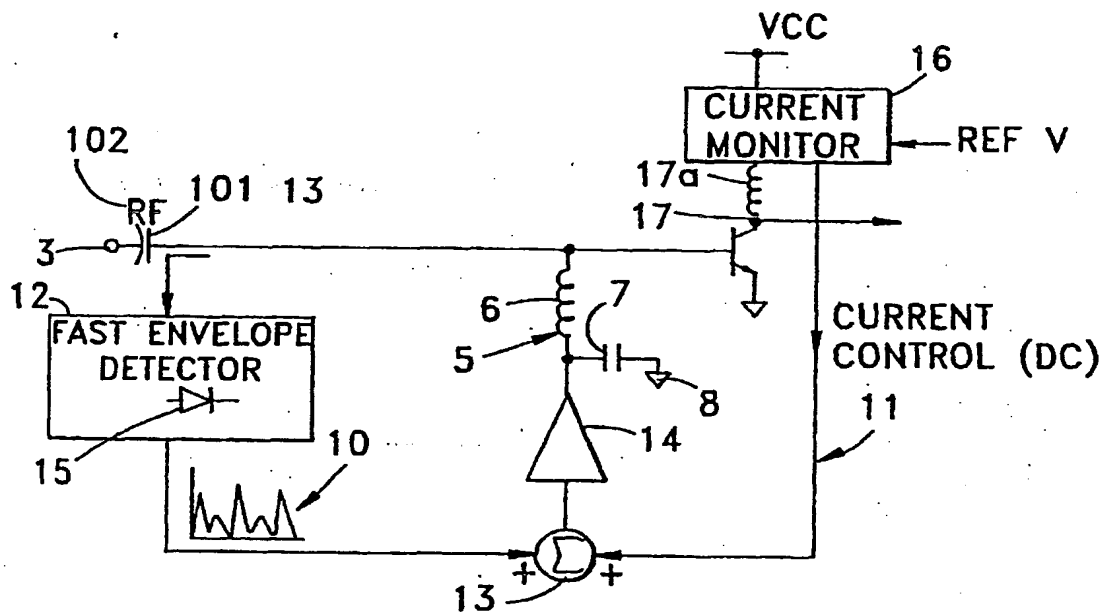 VCC
16
CURRENT
MONITOR
REF V
102
RF
101 13
17a
17
3
12
FAST ENVELOPE
DETECTOR
15
6
7
5
8
CURRENT
CONTROL (DC)
14
10
11
Σ
+ +
13